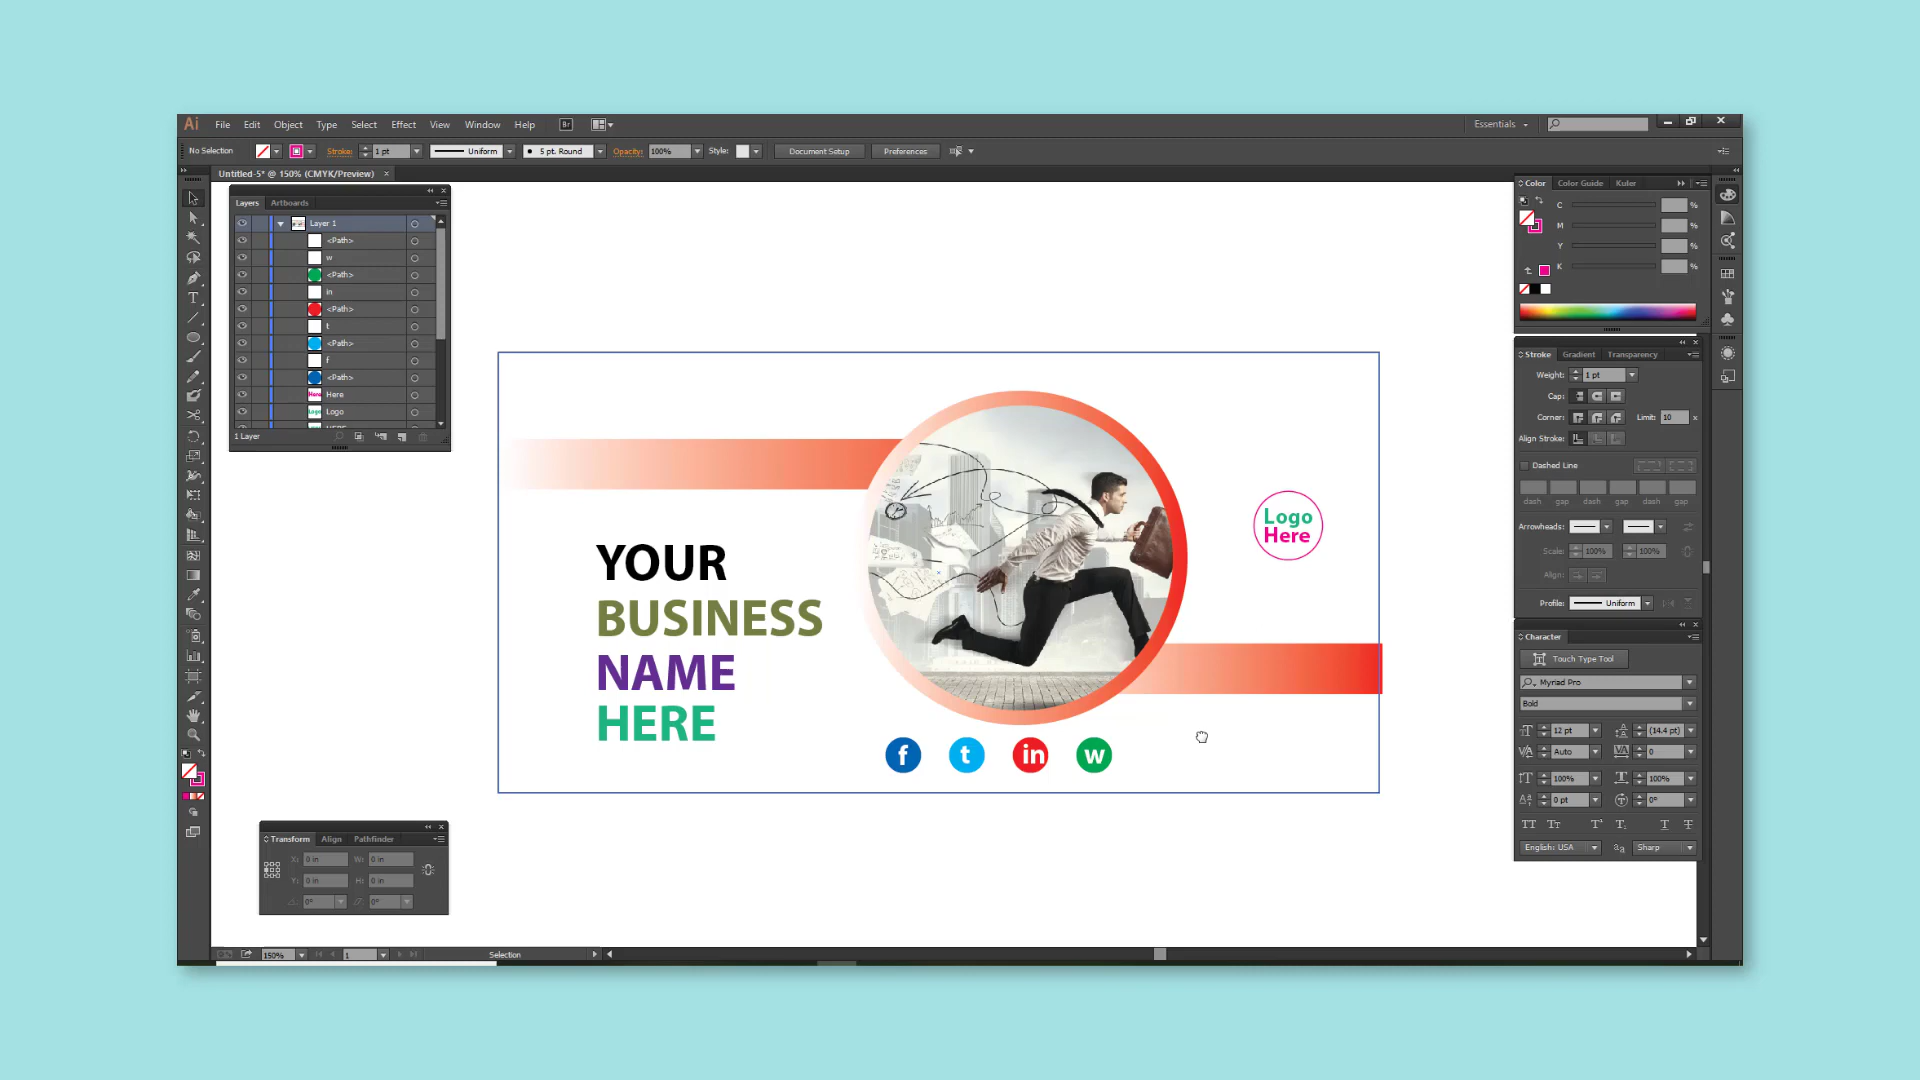 Ai File Edit Object Type Select Effect View Window Help Br Essentials
No Selection Stroke: 1 pt Uniform 5 pt. Round Opacity: 100% Style: Document Setup Preferences
Untitled-5* @ 150% (CMYK/Preview) ×
Layers Artboards
Layer 1
<Path>
w
<Path>
in
<Path>
t
<Path>
f
<Path>
Here Here
Logo Logo
1 Layer
YOUR
BUSINESS
NAME
HERE
f t in w
Logo
Here
Transform Align Pathfinder
X: 0 in W: 0 in
Y: 0 in H: 0 in
0° 0°
150% 1 Selection
Color Color Guide Kuler
C %
M %
Y %
K %
Stroke Gradient Transparency
Weight: 1 pt
Cap:
Corner: Limit: 10 x
Align Stroke:
Dashed Line
dash gap dash gap dash gap
Arrowheads:
Scale: 100% 100%
Align:
Profile: Uniform
Character
Touch Type Tool
Myriad Pro
Bold
12 pt (14.4 pt)
Auto 0
100% 100%
0 pt 0°
English: USA Sharp